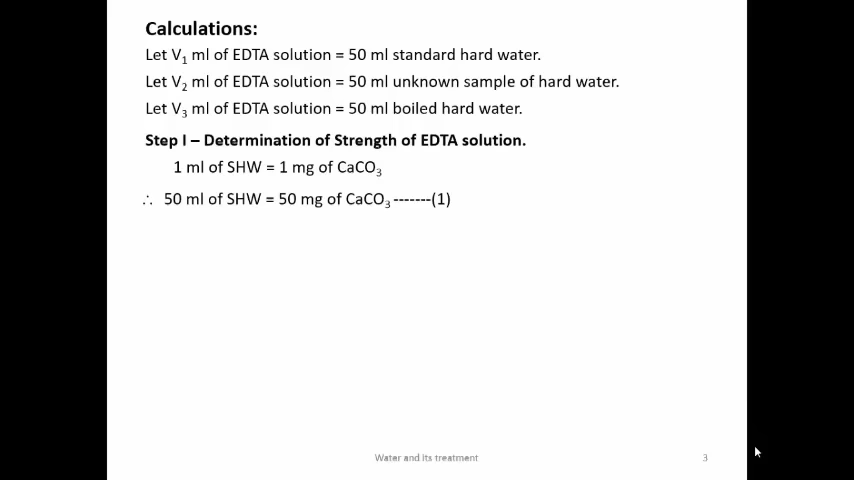 Calculations:
Let V₁ ml of EDTA solution = 50 ml standard hard water.
Let V₂ ml of EDTA solution = 50 ml unknown sample of hard water.
Let V₃ ml of EDTA solution = 50 ml boiled hard water.
Step I – Determination of Strength of EDTA solution.
1 ml of SHW = 1 mg of CaCO₃
∴ 50 ml of SHW = 50 mg of CaCO₃ -------(1)
Water and its treatment
3